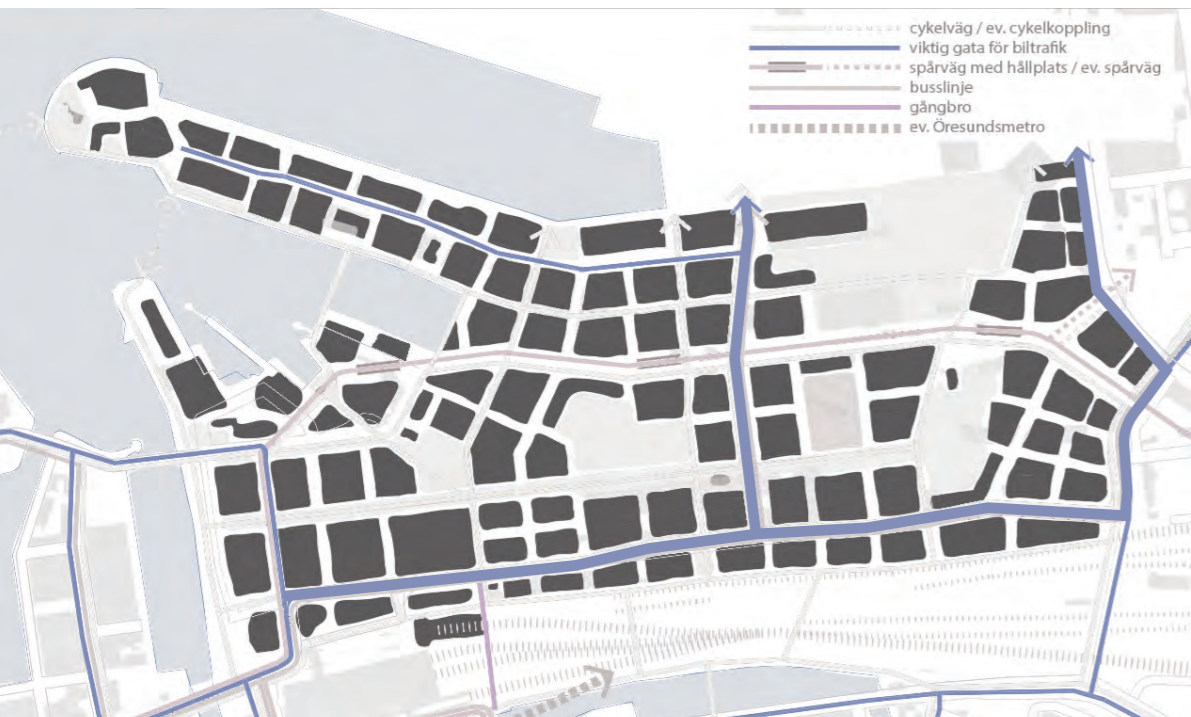 cykelväg / ev. cykelkoppling
viktig gata för biltrafik
spårväg med hållplats / ev. spårväg
busslinje
gångbro
ev. Öresundsmetro